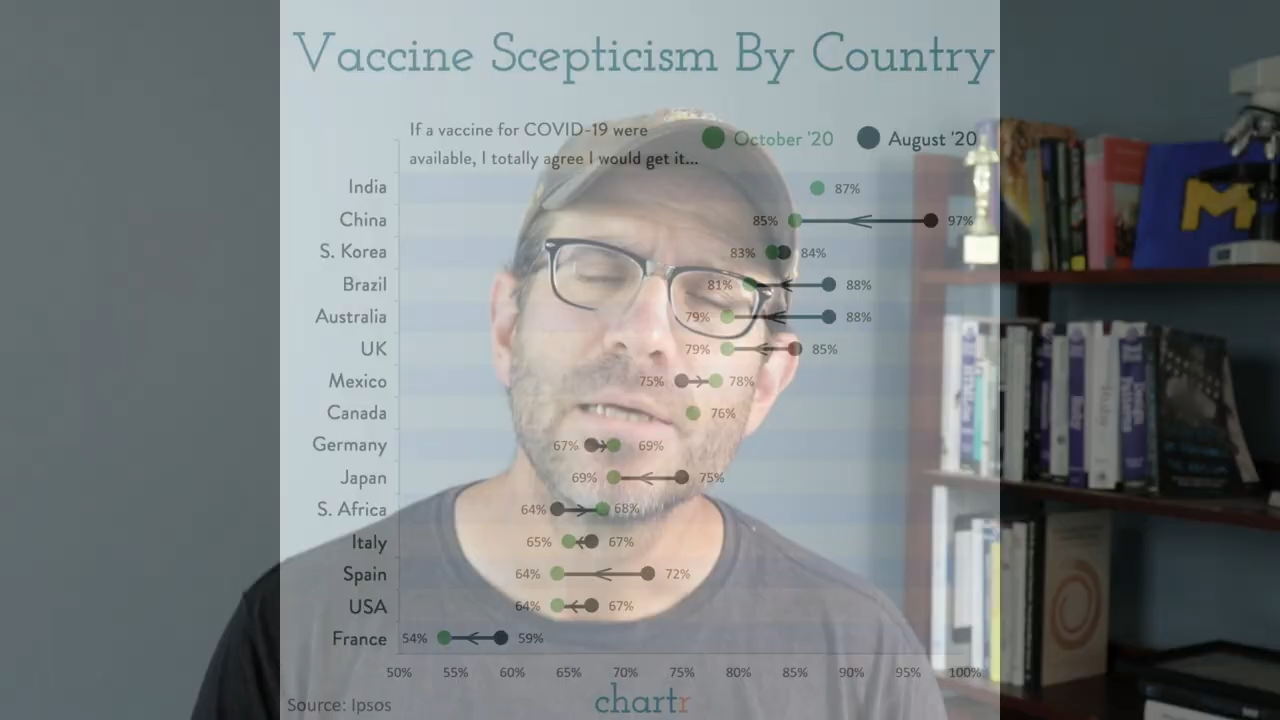 Vaccine Scepticism By Country
If a vaccine for COVID-19 were
available, I totally agree I would get it...
October '20 August '20
India 87%
China 85% 97%
S. Korea 83% 84%
Brazil 81% 88%
Australia 79% 88%
UK 79% 85%
Mexico 75% 78%
Canada 76%
Germany 67% 69%
Japan 69% 75%
S. Africa 64% 68%
Italy 65% 67%
Spain 64% 72%
USA 64% 67%
France 54% 59%
50% 55% 60% 65% 70% 75% 80% 85% 90% 95% 100%
Source: Ipsos
chartr
M